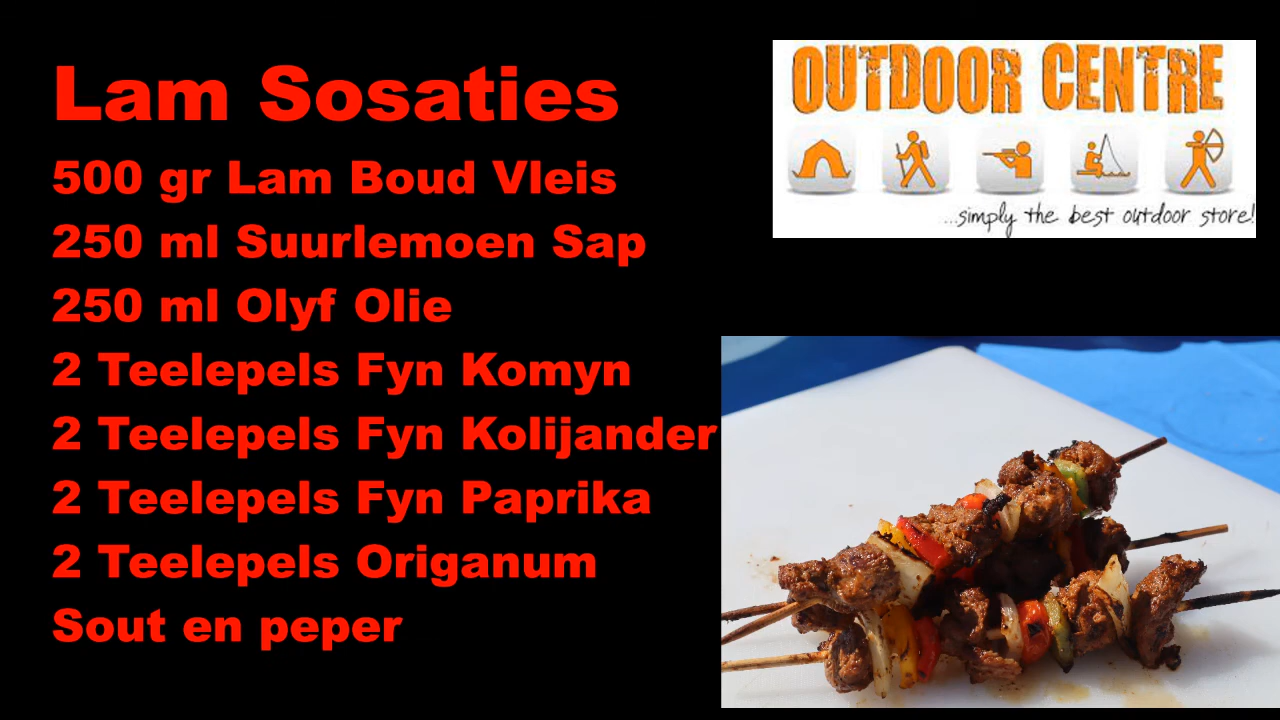 Lam Sosaties
500 gr Lam Boud Vleis
250 ml Suurlemoen Sap
250 ml Olyf Olie
2 Teelepels Fyn Komyn
2 Teelepels Fyn Kolijander
2 Teelepels Fyn Paprika
2 Teelepels Origanum
Sout en peper
OUTDOOR CENTRE
...simply the best outdoor store!